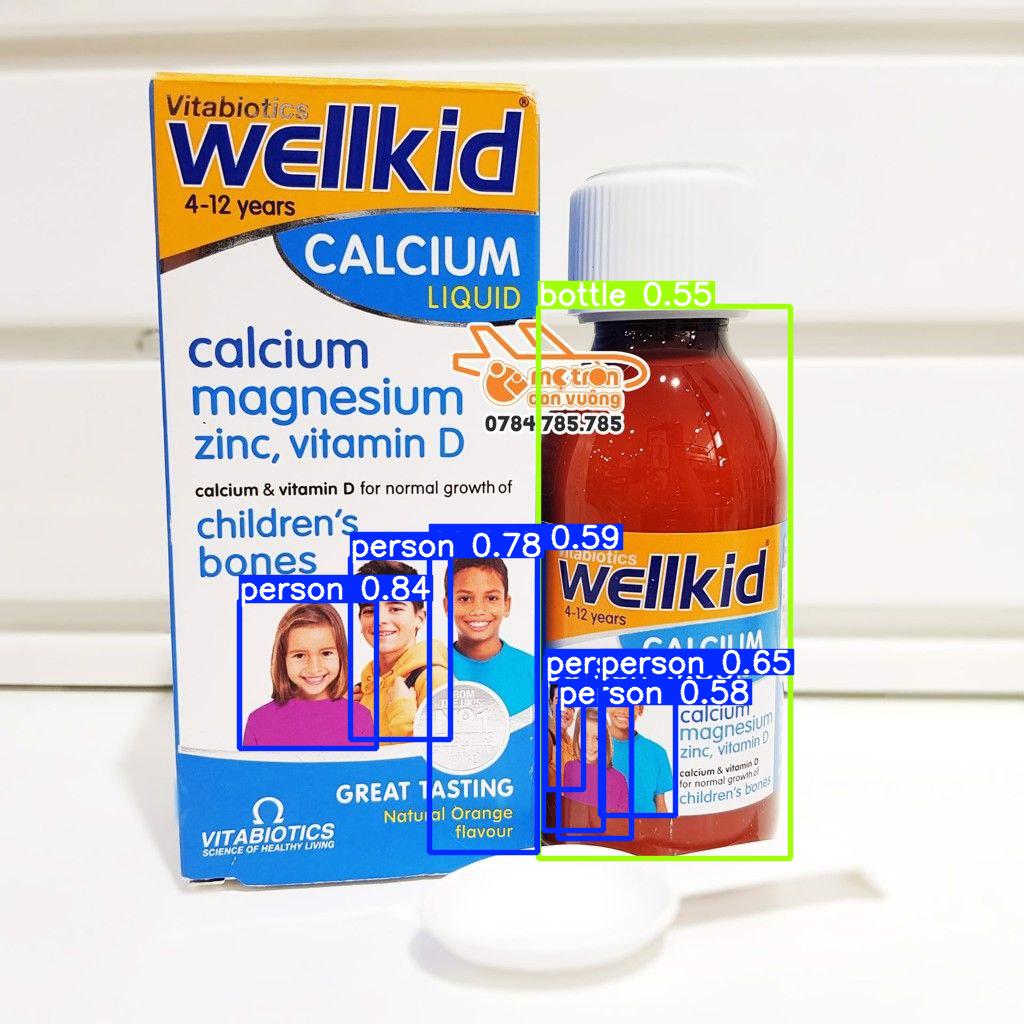 Vitabiotics
wellkid®
4-12 years
CALCIUM
LIQUID
calcium
magnesium
zinc, vitamin D
calcium & vitamin D for normal growth of
children's
bones
GREAT TASTING
Natural Orange
flavour
VITABIOTICS
SCIENCE OF HEALTHY LIVING
mẹ tròn
con vuông
0784.785.785
bottle 0.55
person 0.78
0.59
person 0.84
Vitabiotics
wellkid
4-12 years
CALCIUM
person 0.65
person 0.58
calcium
magnesium
zinc, vitamin D
calcium & vitamin D
for normal growth of
children's bones